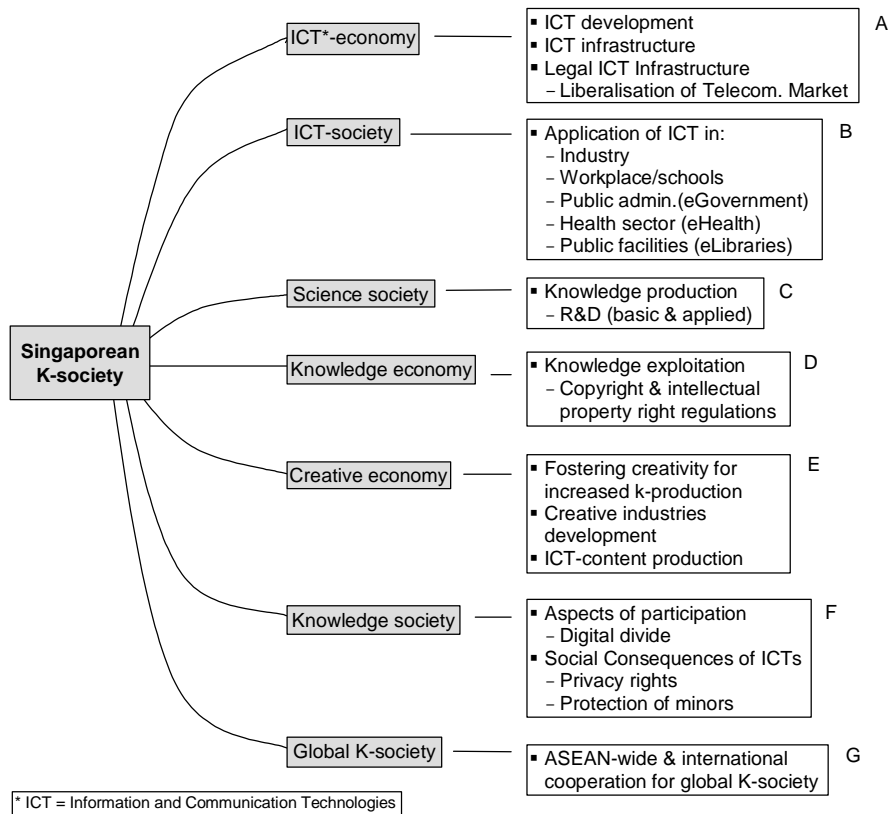 ICT*-economy
▪ ICT development
▪ ICT infrastructure
▪ Legal ICT Infrastructure
– Liberalisation of Telecom. Market
A
ICT-society
▪ Application of ICT in:
– Industry
– Workplace/schools
– Public admin.(eGovernment)
– Health sector (eHealth)
– Public facilities (eLibraries)
B
Science society
▪ Knowledge production
– R&D (basic & applied)
C
Singaporean
K-society
Knowledge economy
▪ Knowledge exploitation
– Copyright & intellectual
property right regulations
D
Creative economy
▪ Fostering creativity for
increased k-production
▪ Creative industries
development
▪ ICT-content production
E
Knowledge society
▪ Aspects of participation
– Digital divide
▪ Social Consequences of ICTs
– Privacy rights
– Protection of minors
F
Global K-society
▪ ASEAN-wide & international
cooperation for global K-society
G
* ICT = Information and Communication Technologies